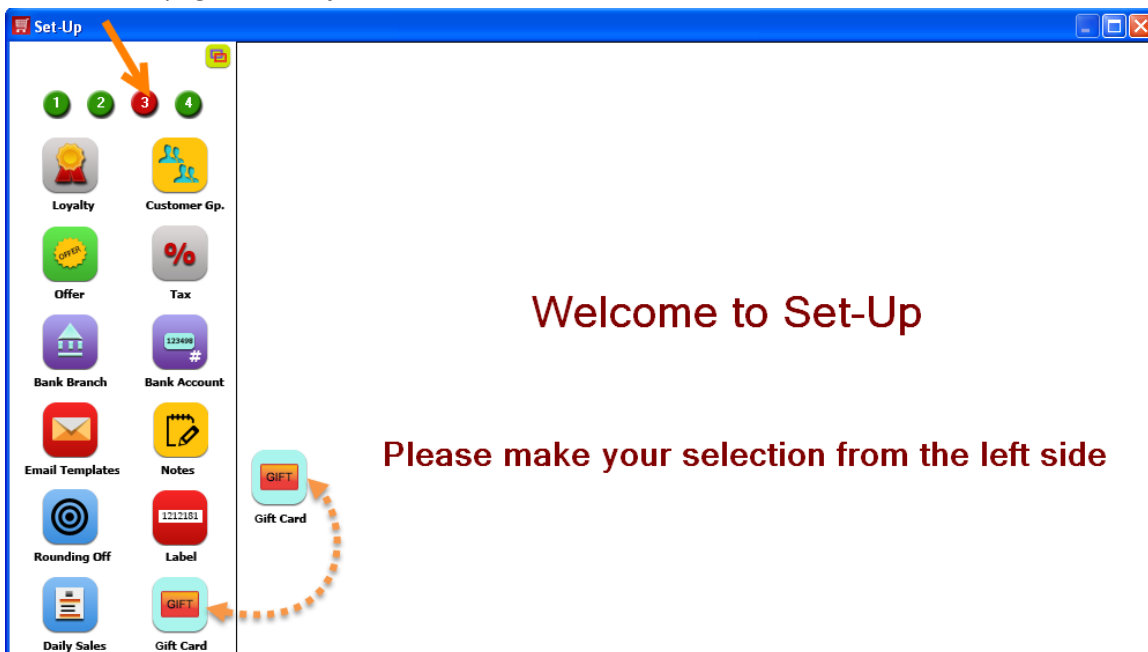 Set-Up
1 2 3 4
Loyalty Customer Gp.
OFFER %
Offer Tax
123498 #
Bank Branch Bank Account
Email Templates Notes
1212181
Rounding Off Label
GIFT
Daily Sales Gift Card
Welcome to Set-Up
Please make your selection from the left side
GIFT
Gift Card